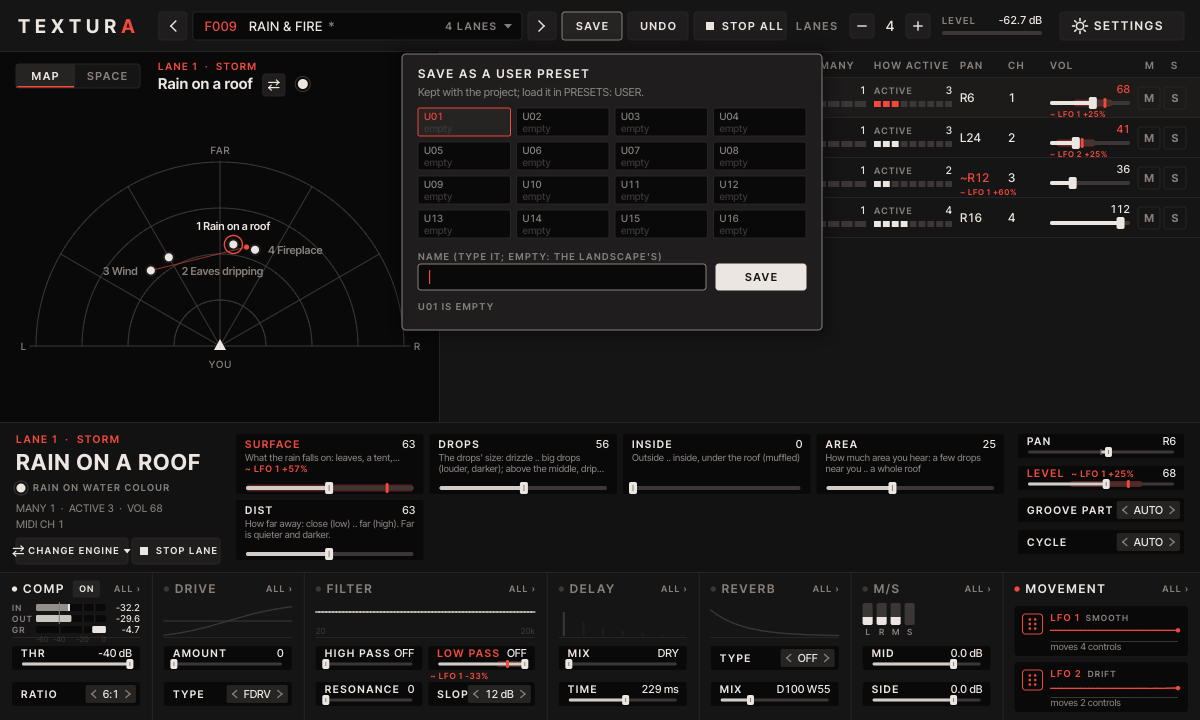 TEXTURA
F009 RAIN & FIRE * 4 LANES
SAVE
UNDO
STOP ALL
LANES
4
LEVEL -62.7 dB
SETTINGS
MAP
SPACE
LANE 1 · STORM
Rain on a roof
FAR
1 Rain on a roof
4 Fireplace
3 Wind
2 Eaves dripping
L
R
YOU
SAVE AS A USER PRESET
Kept with the project; load it in PRESETS: USER.
U01 U02 U03 U04
empty empty empty empty
U05 U06 U07 U08
empty empty empty empty
U09 U10 U11 U12
empty empty empty empty
U13 U14 U15 U16
empty empty empty empty
NAME (TYPE IT; EMPTY: THE LANDSCAPE'S)
SAVE
U01 IS EMPTY
MANY HOW ACTIVE PAN CH VOL M S
1 ACTIVE 3 R6 1 68 M S
~ LFO 1 +25%
1 ACTIVE 3 L24 2 41 M S
~ LFO 2 +25%
1 ACTIVE 2 ~R12 3 36 M S
~ LFO 1 +60%
1 ACTIVE 4 R16 4 112 M S
LANE 1 · STORM
RAIN ON A ROOF
RAIN ON WATER COLOUR
MANY 1 · ACTIVE 3 · VOL 68
MIDI CH 1
CHANGE ENGINE
STOP LANE
SURFACE 63
What the rain falls on: leaves, a tent,...
~ LFO 1 +57%
DROPS 56
The drops' size: drizzle .. big drops
(louder, darker); above the middle, drip...
INSIDE 0
Outside .. inside, under the roof (muffled)
AREA 25
How much area you hear: a few drops
near you .. a whole roof
DIST 63
How far away: close (low) .. far (high). Far
is quieter and darker.
PAN R6
LEVEL ~ LFO 1 +25% 68
GROOVE PART < AUTO >
CYCLE < AUTO >
COMP ON ALL ›
IN -32.2
OUT -29.6
GR -4.7
-60 -40 -20 0
THR -40 dB
RATIO < 6:1 >
DRIVE ALL ›
AMOUNT 0
TYPE < FDRV >
FILTER ALL ›
20 20k
HIGH PASS OFF
LOW PASS OFF
~ LFO 1 -33%
RESONANCE 0
SLOP < 12 dB >
DELAY ALL ›
MIX DRY
TIME 229 ms
REVERB ALL ›
TYPE < OFF >
MIX D100 W55
M/S ALL ›
L R M S
MID 0.0 dB
SIDE 0.0 dB
MOVEMENT ALL ›
LFO 1 SMOOTH
moves 4 controls
LFO 2 DRIFT
moves 2 controls